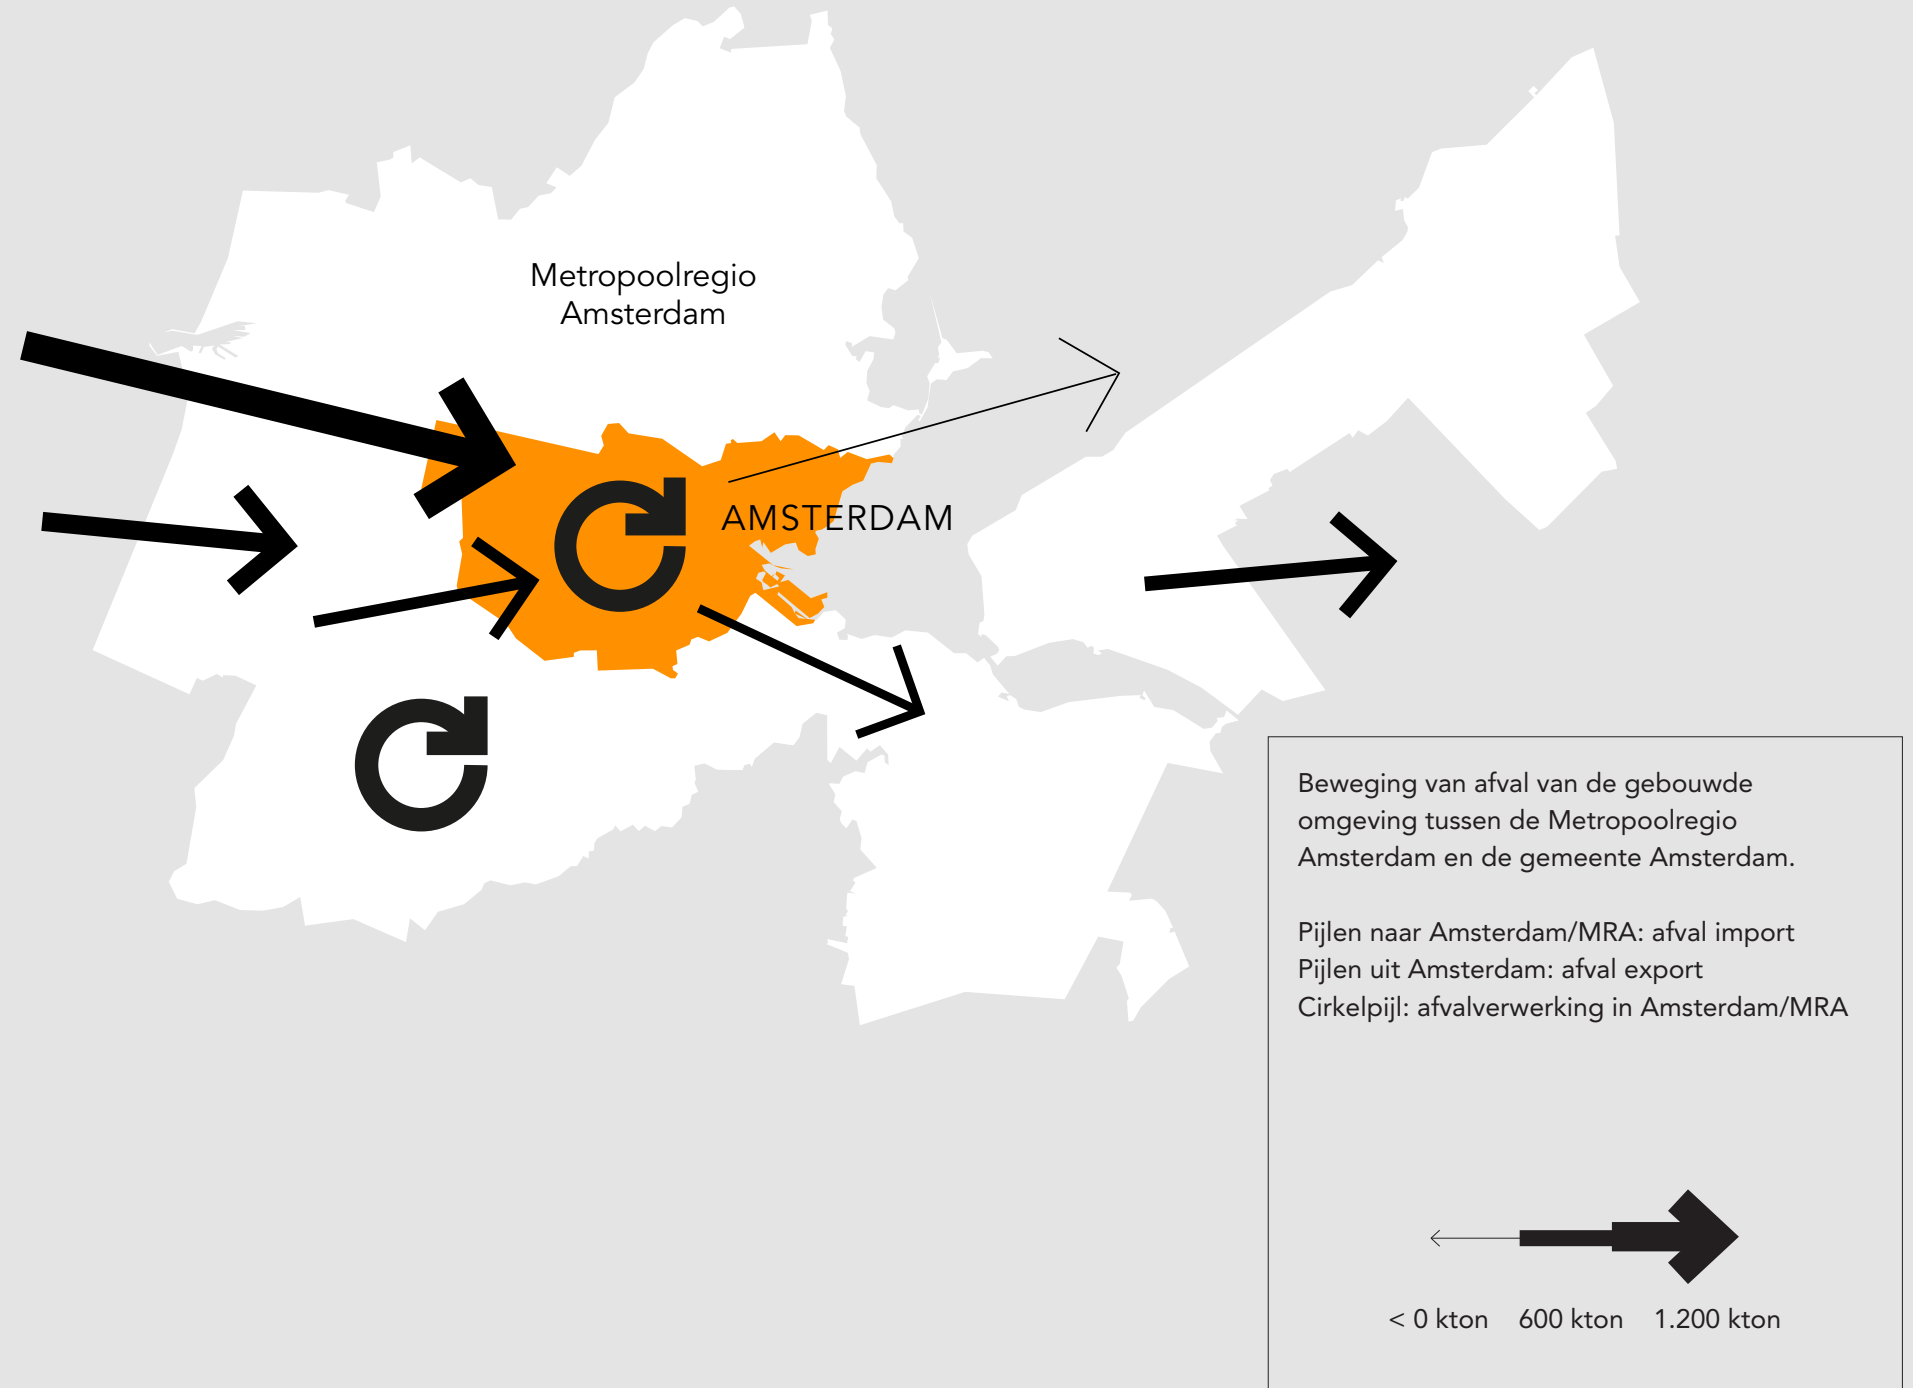 Metropoolregio
Amsterdam
AMSTERDAM
Beweging van afval van de gebouwde
omgeving tussen de Metropoolregio
Amsterdam en de gemeente Amsterdam.
Pijlen naar Amsterdam/MRA: afval import
Pijlen uit Amsterdam: afval export
Cirkelpijl: afvalverwerking in Amsterdam/MRA
< 0 kton 600 kton 1.200 kton